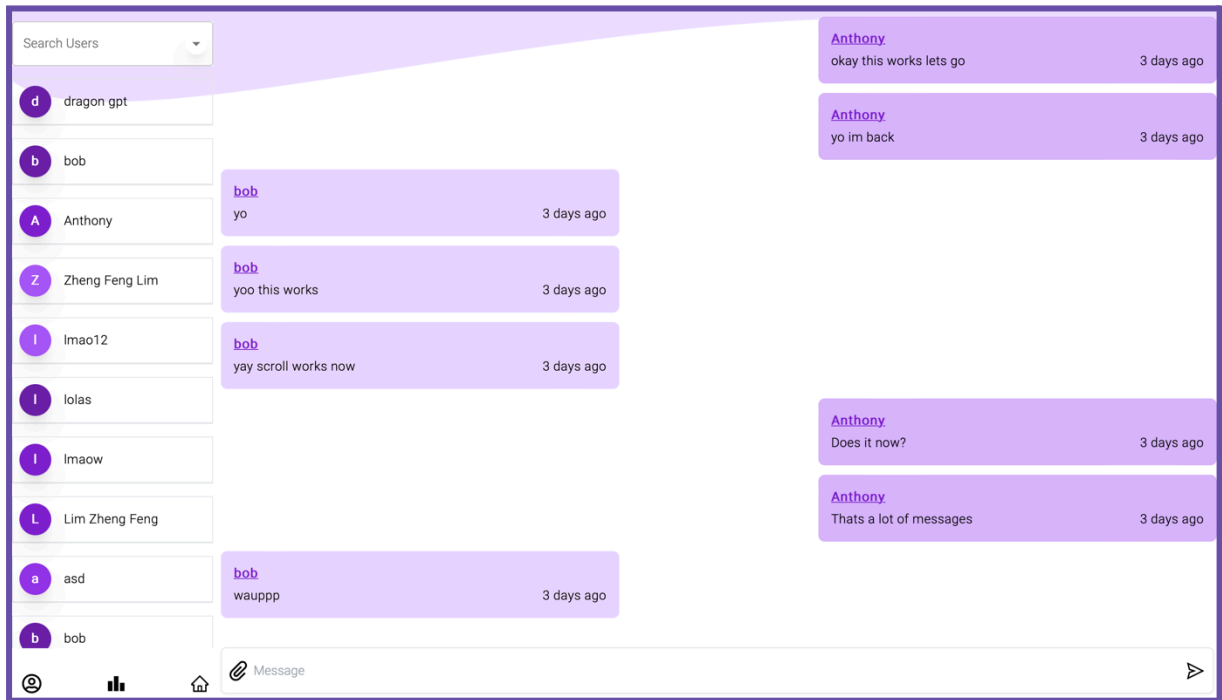 Search Users
d dragon gpt
b bob
A Anthony
Z Zheng Feng Lim
l lmao12
l lolas
l lmaow
L Lim Zheng Feng
a asd
b bob
Anthony
okay this works lets go 3 days ago
Anthony
yo im back 3 days ago
bob
yo 3 days ago
bob
yoo this works 3 days ago
bob
yay scroll works now 3 days ago
Anthony
Does it now? 3 days ago
Anthony
Thats a lot of messages 3 days ago
bob
wauppp 3 days ago
Message